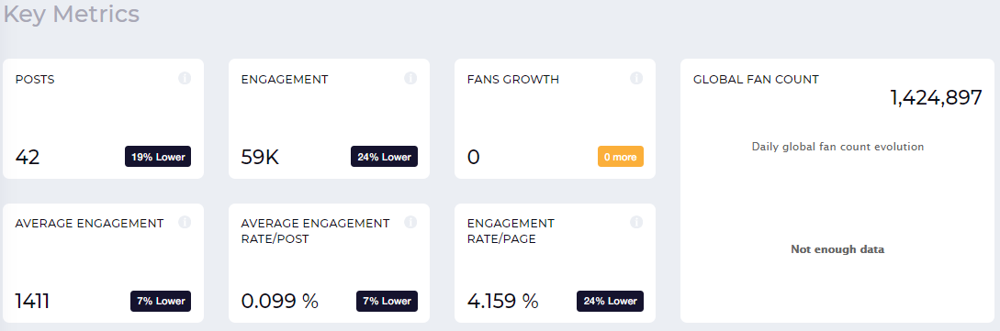 Key Metrics
POSTS
42
19% Lower
ENGAGEMENT
59K
24% Lower
FANS GROWTH
0
0 more
GLOBAL FAN COUNT
1,424,897
Daily global fan count evolution
Not enough data
AVERAGE ENGAGEMENT
1411
7% Lower
AVERAGE ENGAGEMENT
RATE/POST
0.099 %
7% Lower
ENGAGEMENT
RATE/PAGE
4.159 %
24% Lower